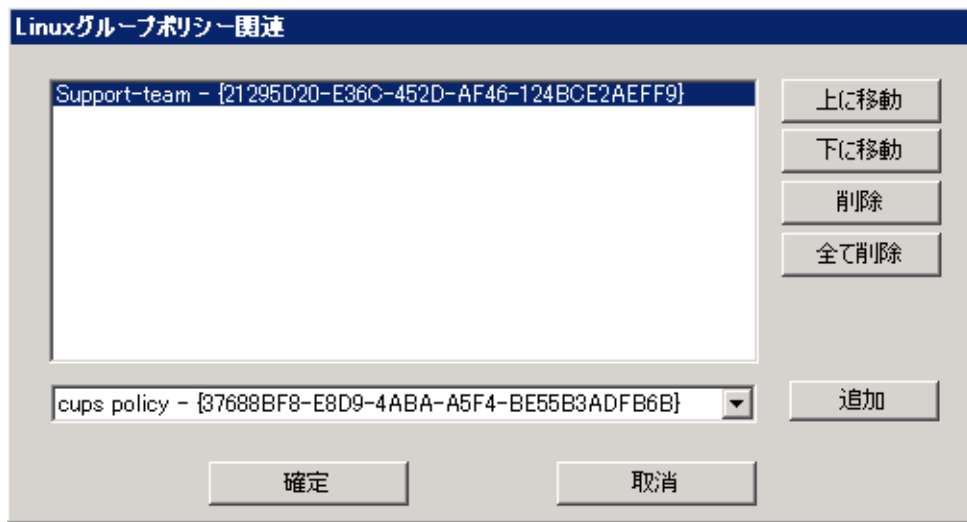 Linuxグループポリシー関連
Support-team - {21295D20-E36C-452D-AF46-124BCE2AEFF9}
上に移動
下に移動
削除
全て削除
cups policy - {37688BF8-E8D9-4ABA-A5F4-BE55B3ADFB6B}
追加
確定
取消